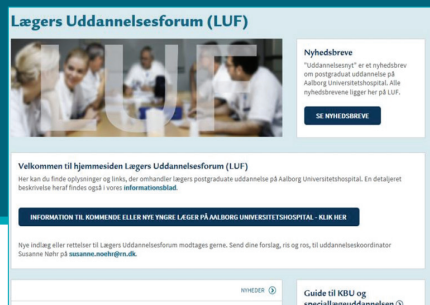 Lægers Uddannelsesforum (LUF)
LUF
Nyhedsbreve
"Uddannelsesnyt" er et nyhedsbrev
om postgraduat uddannelse på
Aalborg Universitetshospital. Alle
nyhedsbrevene ligger her på LUF.
SE NYHEDSBREVE
Velkommen til hjemmesiden Lægers Uddannelsesforum (LUF)
Her kan du finde oplysninger og links, der omhandler lægers postgraduate uddannelse på Aalborg Universitetshospital. En detaljeret
beskrivelse heraf findes også i vores informationsblad.
INFORMATION TIL KOMMENDE ELLER NYE YNGRE LÆGER PÅ AALBORG UNIVERSITETSHOSPITAL - KLIK HER
Nye indlæg eller rettelser til Lægers Uddannelsesforum modtages gerne. Send dine forslag, ris og ros, til uddannelseskoordinator
Susanne Nøhr på susanne.noehr@rn.dk.
NYHEDER
Guide til KBU og
speciallægeuddannelsen